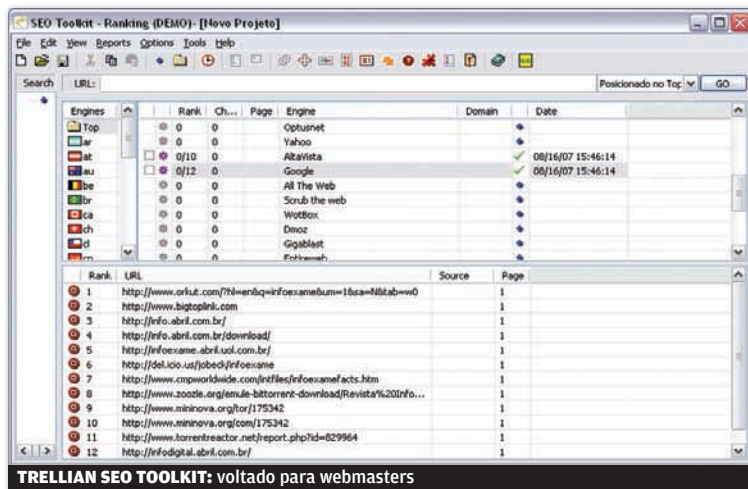 SEO Toolkit - Ranking (DEMO)- [Novo Projeto]
File Edit View Reports Options Tools Help
Search URL: Posicionado no Top GO
Engines Rank Ch... Page Engine Domain Date
Top 0 0 Optusnet
ar 0 0 Yahoo
at 0/10 0 AltaVista 08/16/07 15:46:14
au 0/12 0 Google 08/16/07 15:46:14
be 0 0 All The Web
br 0 0 Scrub the web
ca 0 0 WotBox
ch 0 0 Dmoz
cl 0 0 Gigablast
0 0 Entireweb
Rank URL Source Page
1 http://www.orkut.com/?hl=en&q=infoexame&um=1&sa=N&tab=w0 1
2 http://www.bigtoplink.com 1
3 http://info.abril.com.br/ 1
4 http://info.abril.com.br/download/ 1
5 http://infoexame.abril.uol.com.br/ 1
6 http://del.icio.us/jobeck/infoexame 1
7 http://www.cmpworldwide.com/intfiles/infoexamefacts.htm 1
8 http://www.zoozle.org/emule-bittorrent-download/Revista%20Info... 1
9 http://www.mininova.org/tor/175342 1
10 http://www.mininova.org/com/175342 1
11 http://www.torrentreactor.net/report.php?id=829964 1
12 http://infodigital.abril.com.br/ 1
TRELLIAN SEO TOOLKIT: voltado para webmasters